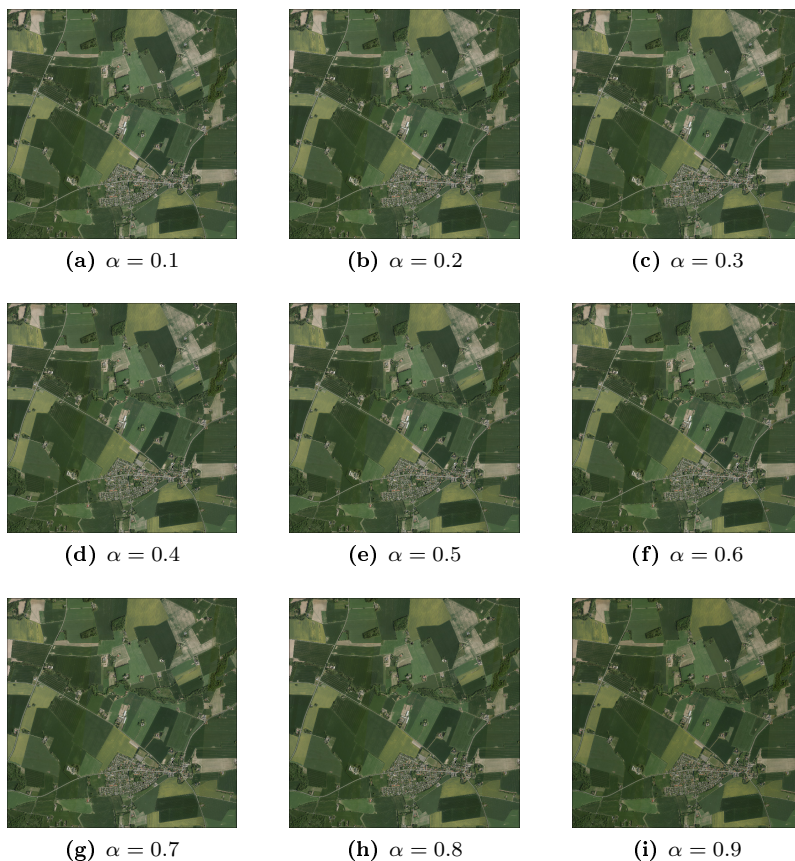 (a) α = 0.1
(b) α = 0.2
(c) α = 0.3
(d) α = 0.4
(e) α = 0.5
(f) α = 0.6
(g) α = 0.7
(h) α = 0.8
(i) α = 0.9